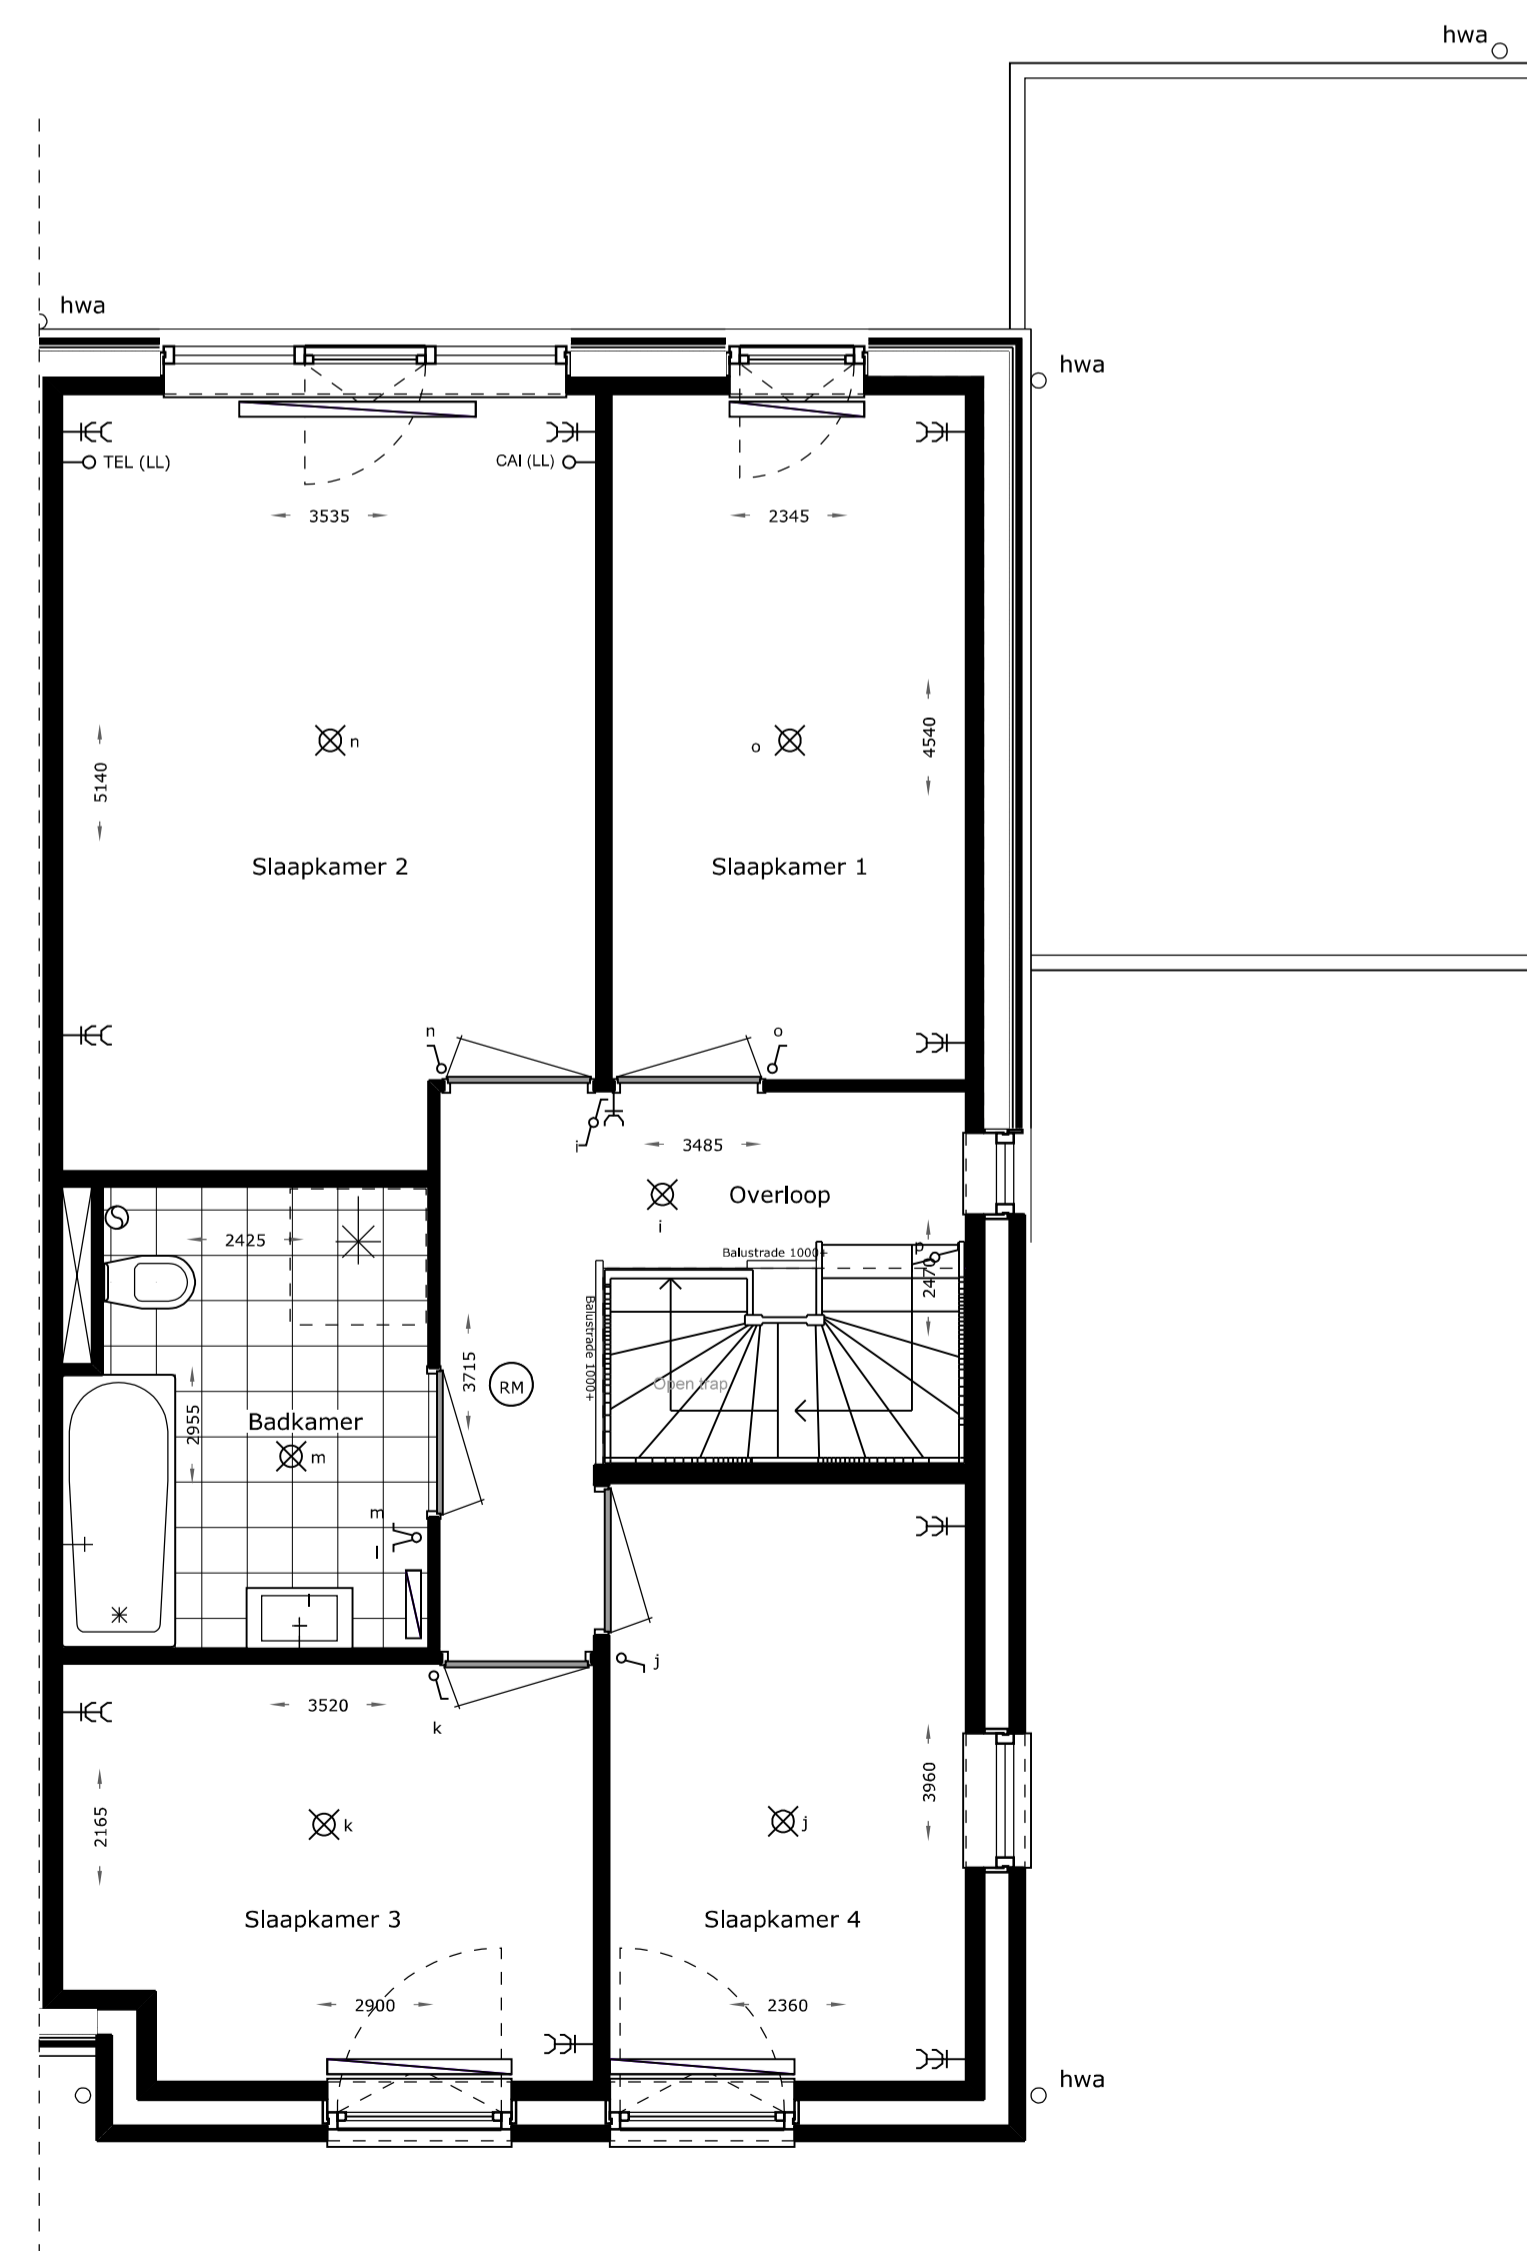 hwa
hwa
hwa
TEL (LL)
CAI (LL)
3535
2345
n
o
4540
5140
Slaapkamer 2
Slaapkamer 1
n
o
i
3485
Overloop
i
2425
Balustrade 1000+
p
2470
Balustrade 1000+
3715
RM
Open trap
2955
Badkamer
m
m
l
l
j
3520
k
2165
3960
k
j
Slaapkamer 3
Slaapkamer 4
2900
2360
hwa